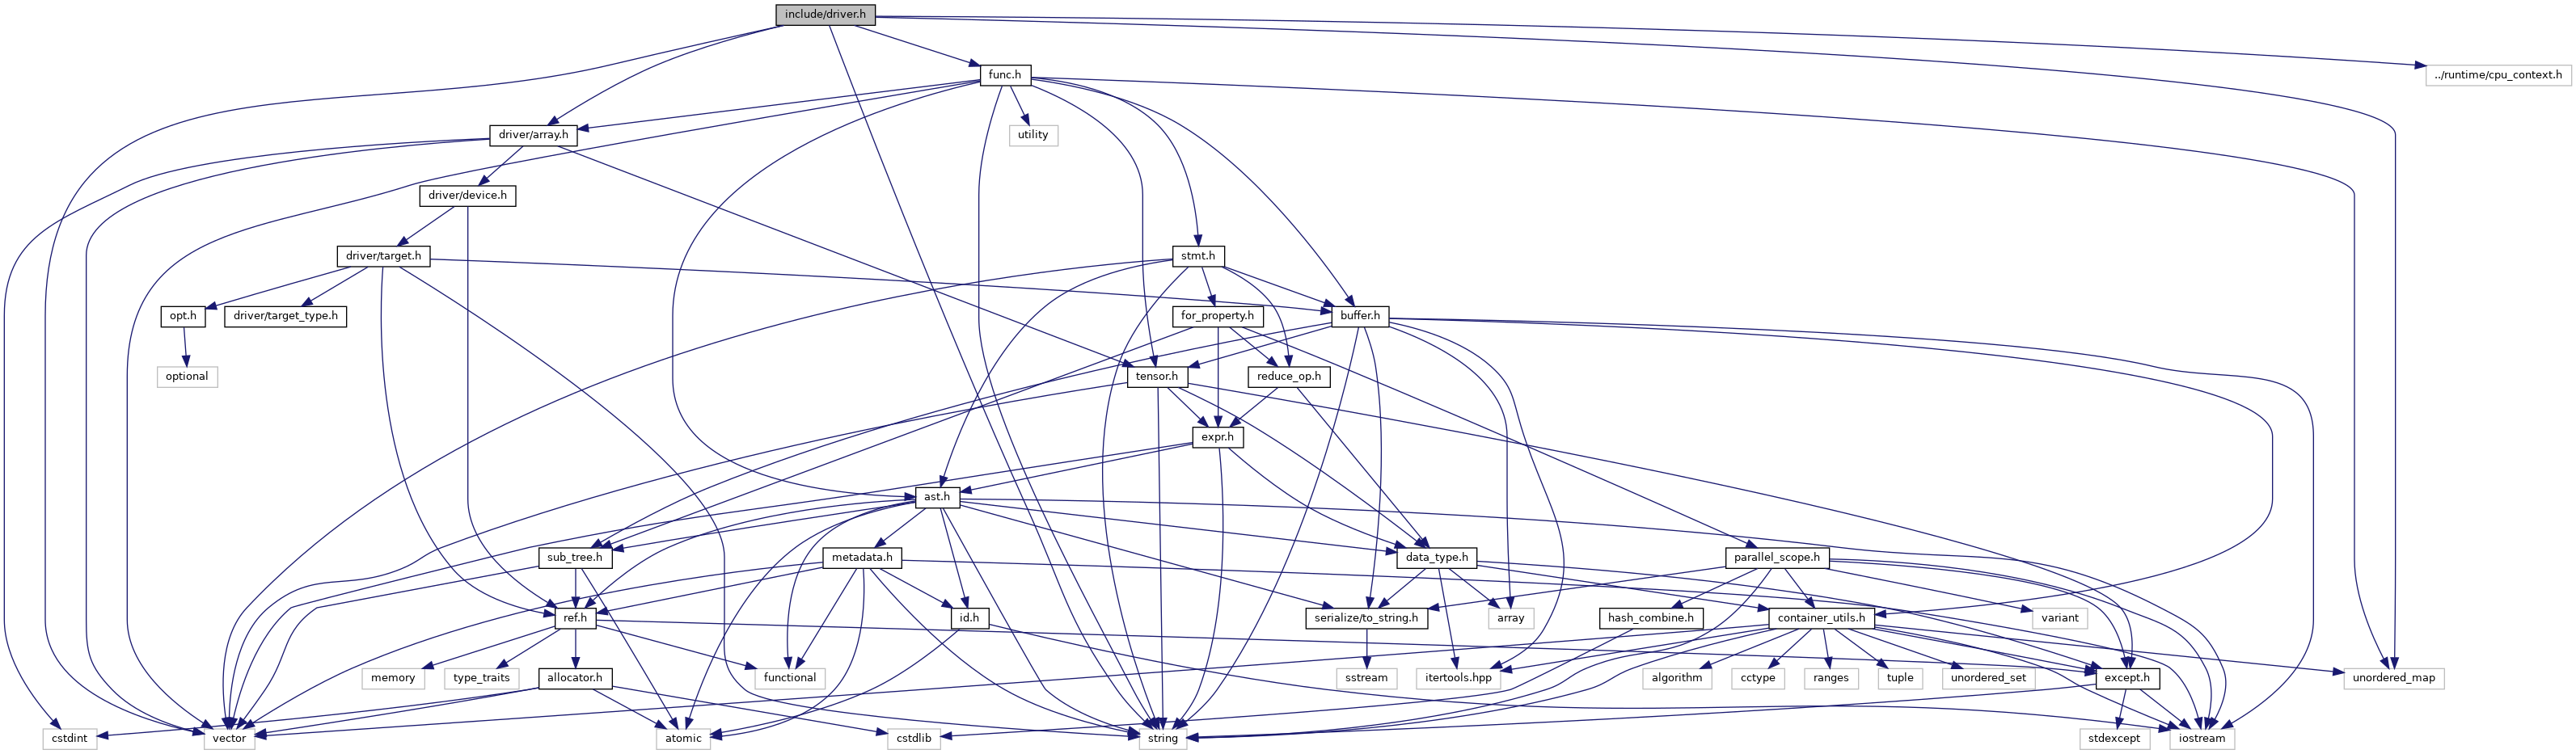 include/driver.h
func.h
../runtime/cpu_context.h
driver/array.h
utility
driver/device.h
driver/target.h
stmt.h
opt.h
driver/target_type.h
for_property.h
buffer.h
optional
tensor.h
reduce_op.h
expr.h
ast.h
sub_tree.h
metadata.h
data_type.h
parallel_scope.h
ref.h
id.h
serialize/to_string.h
array
hash_combine.h
container_utils.h
variant
memory
type_traits
allocator.h
functional
sstream
itertools.hpp
algorithm
cctype
ranges
tuple
unordered_set
except.h
unordered_map
cstdint
vector
atomic
cstdlib
string
stdexcept
iostream